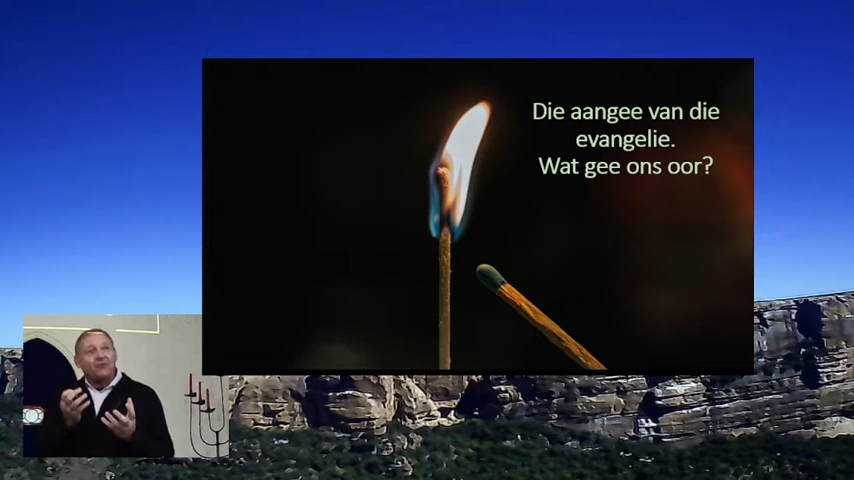 Die aangee van die
evangelie.
Wat gee ons oor?